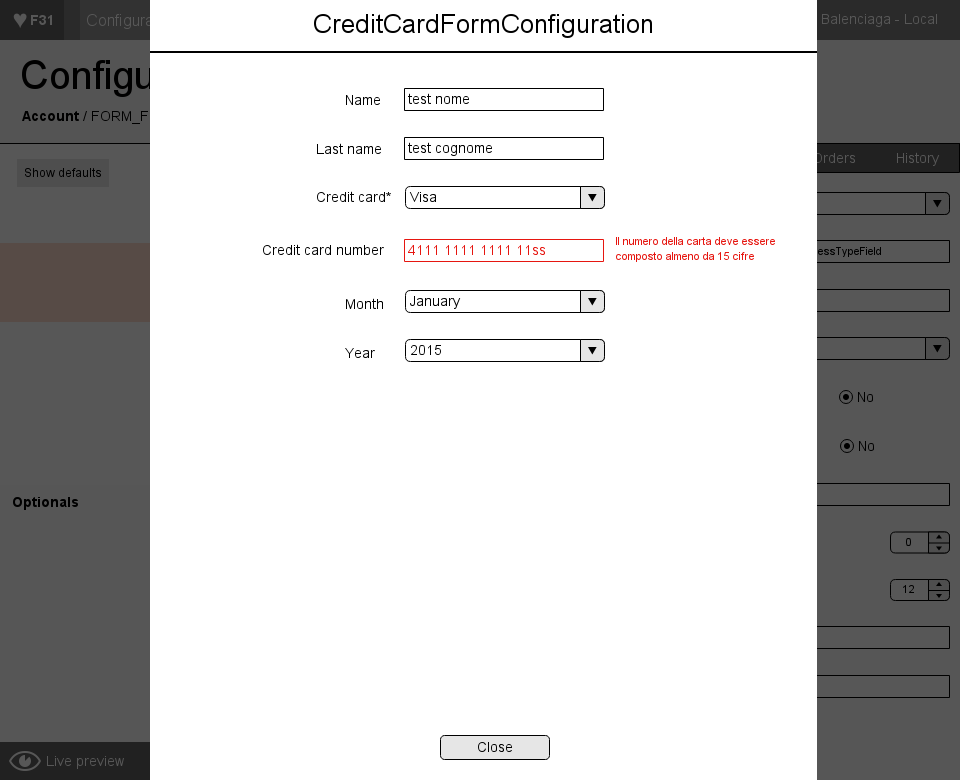 CreditCardFormConfiguration
F31
Configura
Balenciaga - Local
Configu
Account / FORM_F
Show defaults
Orders
History
Name
test nome
Last name
test cognome
Credit card*
Visa
Credit card number
4111 1111 1111 11ss
Il numero della carta deve essere
composto almeno da 15 cifre
essTypeField
Month
January
Year
2015
No
No
Optionals
0
12
Close
Live preview